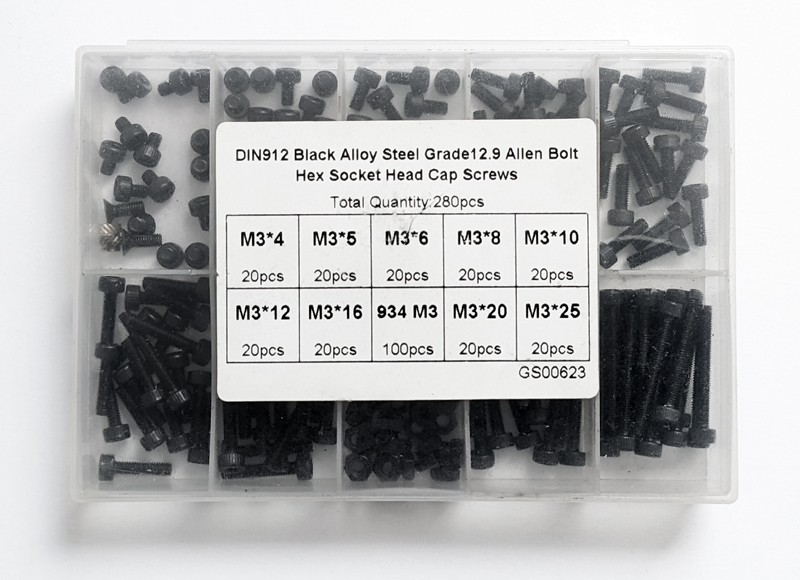 DIN912 Black Alloy Steel Grade12.9 Allen Bolt
Hex Socket Head Cap Screws
Total Quantity:280pcs
M3*4 M3*5 M3*6 M3*8 M3*10
20pcs 20pcs 20pcs 20pcs 20pcs
M3*12 M3*16 934 M3 M3*20 M3*25
20pcs 20pcs 100pcs 20pcs 20pcs
GS00623